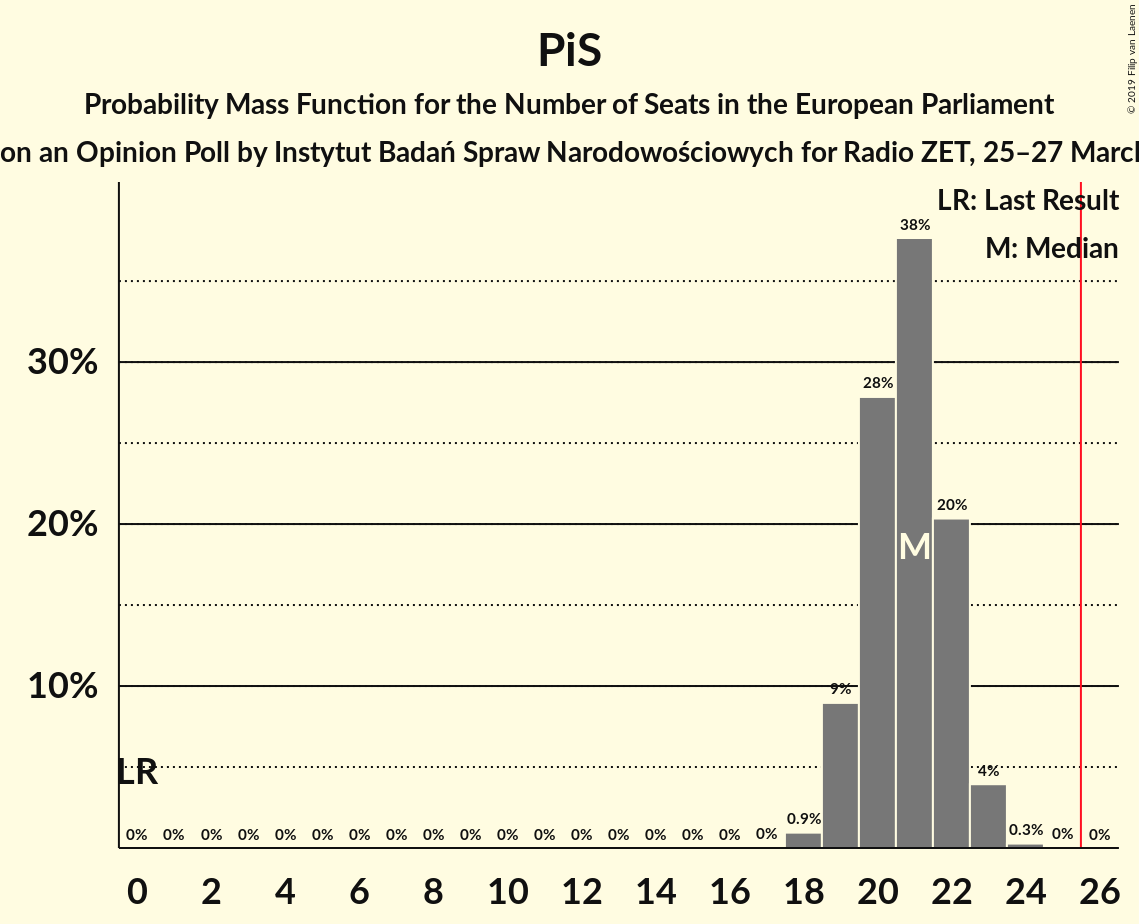 PiS
Probability Mass Function for the Number of Seats in the European Parliament
on an Opinion Poll by Instytut Badań Spraw Narodowościowych for Radio ZET, 25–27 March
© 2019 Filip van Laenen
LR: Last Result
M: Median
38%
30%
28%
20%
20%
M
10%
9%
LR
4%
0% 0% 0% 0% 0% 0% 0% 0% 0% 0% 0% 0% 0% 0% 0% 0% 0% 0% 0.9% 0.3% 0% 0%
0 2 4 6 8 10 12 14 16 18 20 22 24 26